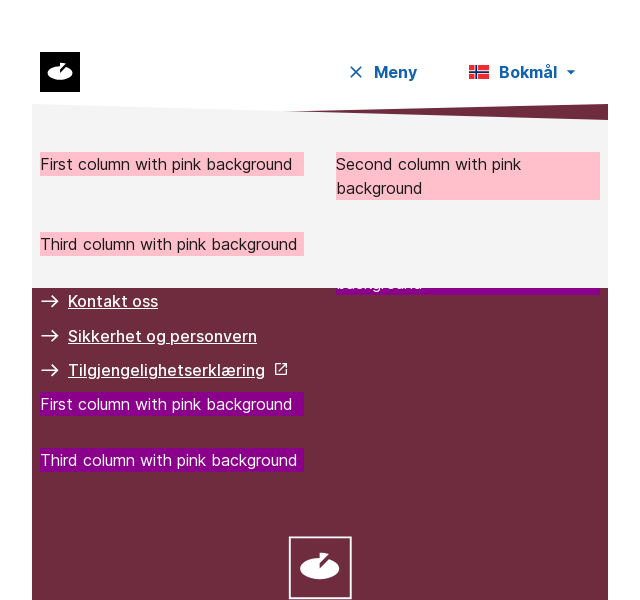 Meny
Bokmål
First column with pink background
Second column with pink
background
Third column with pink background
background
Kontakt oss
Sikkerhet og personvern
Tilgjengelighetserklæring
First column with pink background
Third column with pink background